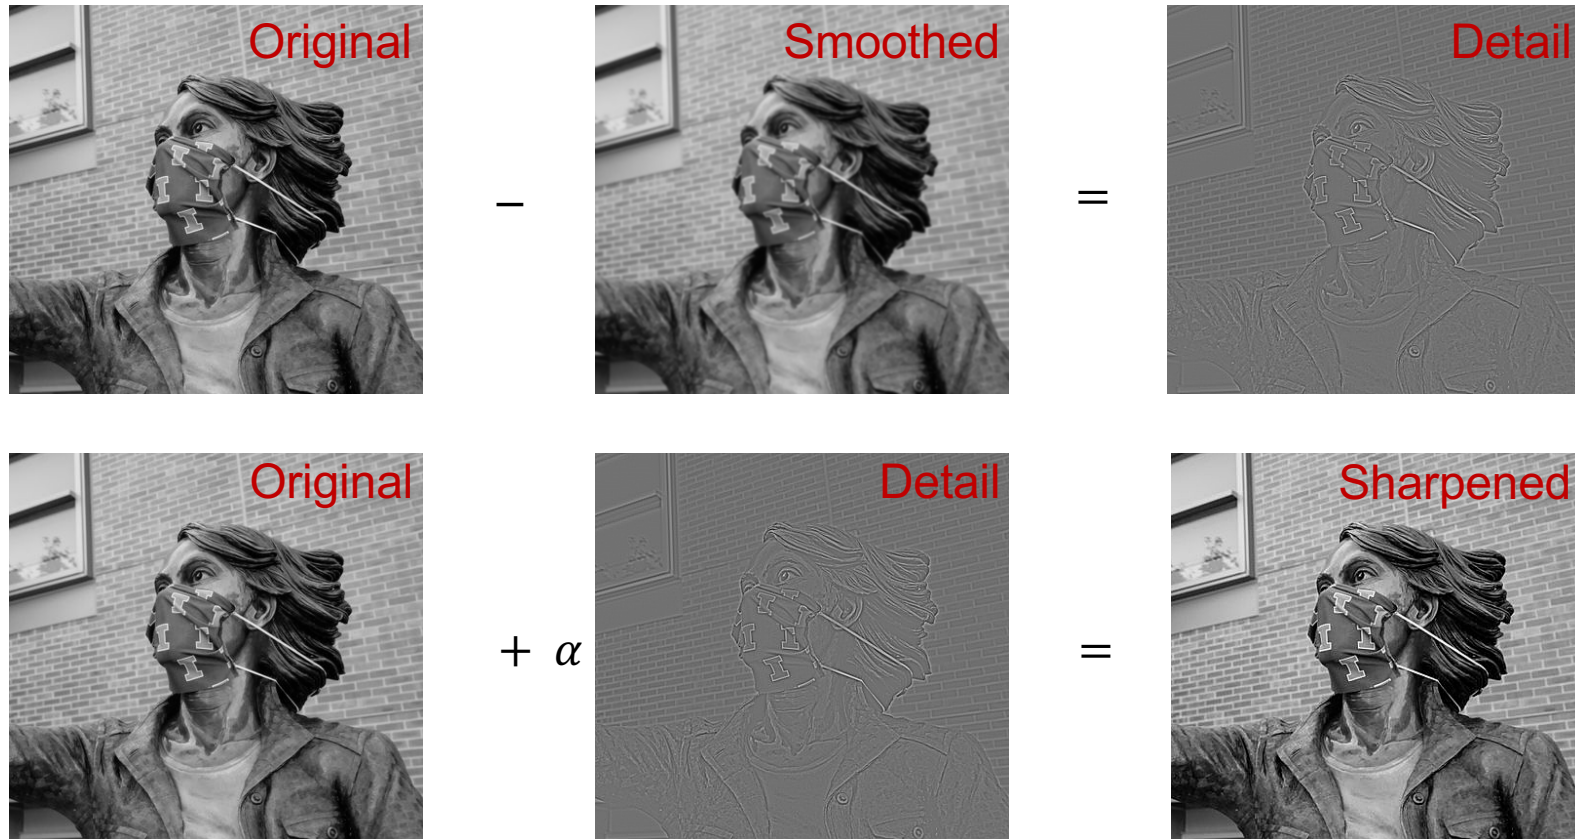 Original
−
Smoothed
=
Detail
Original
+ α
Detail
=
Sharpened